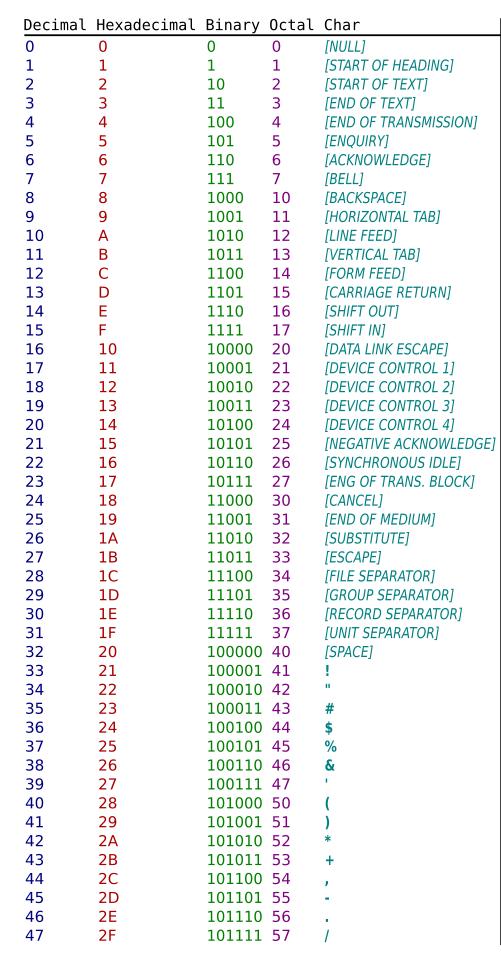 Decimal Hexadecimal Binary Octal Char
0 0 0 0 [NULL]
1 1 1 1 [START OF HEADING]
2 2 10 2 [START OF TEXT]
3 3 11 3 [END OF TEXT]
4 4 100 4 [END OF TRANSMISSION]
5 5 101 5 [ENQUIRY]
6 6 110 6 [ACKNOWLEDGE]
7 7 111 7 [BELL]
8 8 1000 10 [BACKSPACE]
9 9 1001 11 [HORIZONTAL TAB]
10 A 1010 12 [LINE FEED]
11 B 1011 13 [VERTICAL TAB]
12 C 1100 14 [FORM FEED]
13 D 1101 15 [CARRIAGE RETURN]
14 E 1110 16 [SHIFT OUT]
15 F 1111 17 [SHIFT IN]
16 10 10000 20 [DATA LINK ESCAPE]
17 11 10001 21 [DEVICE CONTROL 1]
18 12 10010 22 [DEVICE CONTROL 2]
19 13 10011 23 [DEVICE CONTROL 3]
20 14 10100 24 [DEVICE CONTROL 4]
21 15 10101 25 [NEGATIVE ACKNOWLEDGE]
22 16 10110 26 [SYNCHRONOUS IDLE]
23 17 10111 27 [ENG OF TRANS. BLOCK]
24 18 11000 30 [CANCEL]
25 19 11001 31 [END OF MEDIUM]
26 1A 11010 32 [SUBSTITUTE]
27 1B 11011 33 [ESCAPE]
28 1C 11100 34 [FILE SEPARATOR]
29 1D 11101 35 [GROUP SEPARATOR]
30 1E 11110 36 [RECORD SEPARATOR]
31 1F 11111 37 [UNIT SEPARATOR]
32 20 100000 40 [SPACE]
33 21 100001 41 !
34 22 100010 42 "
35 23 100011 43 #
36 24 100100 44 $
37 25 100101 45 %
38 26 100110 46 &
39 27 100111 47 '
40 28 101000 50 (
41 29 101001 51 )
42 2A 101010 52 *
43 2B 101011 53 +
44 2C 101100 54 ,
45 2D 101101 55 -
46 2E 101110 56 .
47 2F 101111 57 /